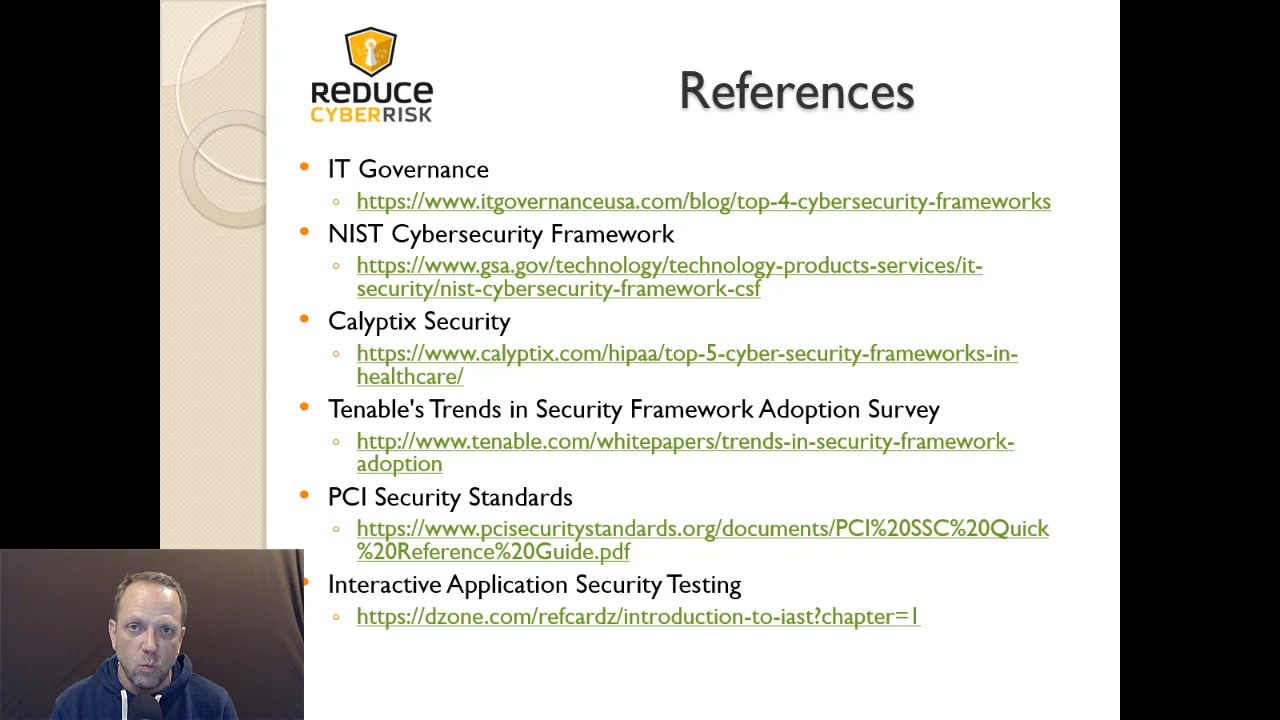 REDUCE
CYBERRISK
References
• IT Governance
◦ https://www.itgovernanceusa.com/blog/top-4-cybersecurity-frameworks
• NIST Cybersecurity Framework
◦ https://www.gsa.gov/technology/technology-products-services/it-
security/nist-cybersecurity-framework-csf
• Calyptix Security
◦ https://www.calyptix.com/hipaa/top-5-cyber-security-frameworks-in-
healthcare/
• Tenable's Trends in Security Framework Adoption Survey
◦ http://www.tenable.com/whitepapers/trends-in-security-framework-
adoption
• PCI Security Standards
◦ https://www.pcisecuritystandards.org/documents/PCI%20SSC%20Quick
%20Reference%20Guide.pdf
• Interactive Application Security Testing
◦ https://dzone.com/refcardz/introduction-to-iast?chapter=1